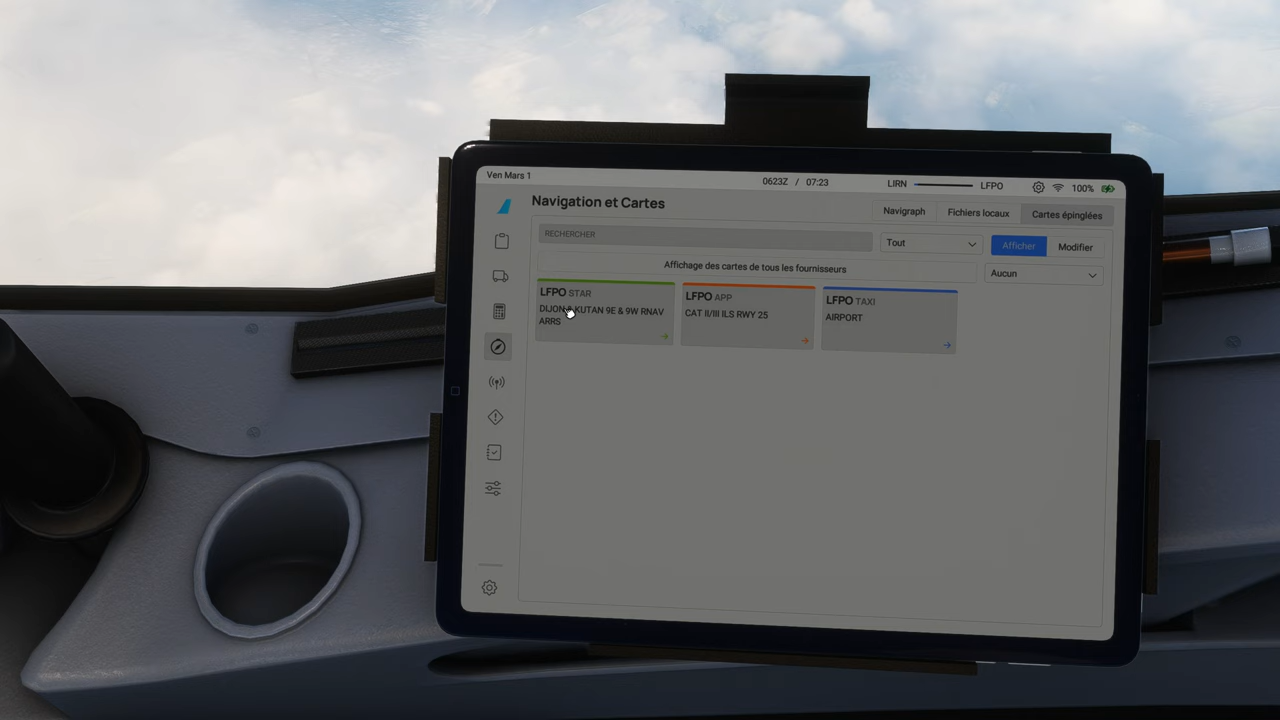 Ven Mars 1
0623Z / 07:23
LIRN LFPO
100%
Navigation et Cartes
Navigraph
Fichiers locaux
Cartes épinglées
RECHERCHER
Tout
Afficher
Modifier
Affichage des cartes de tous les fournisseurs
Aucun
LFPO STAR
DIJON & KUTAN 9E & 9W RNAV
ARRS
LFPO APP
CAT II/III ILS RWY 25
LFPO TAXI
AIRPORT